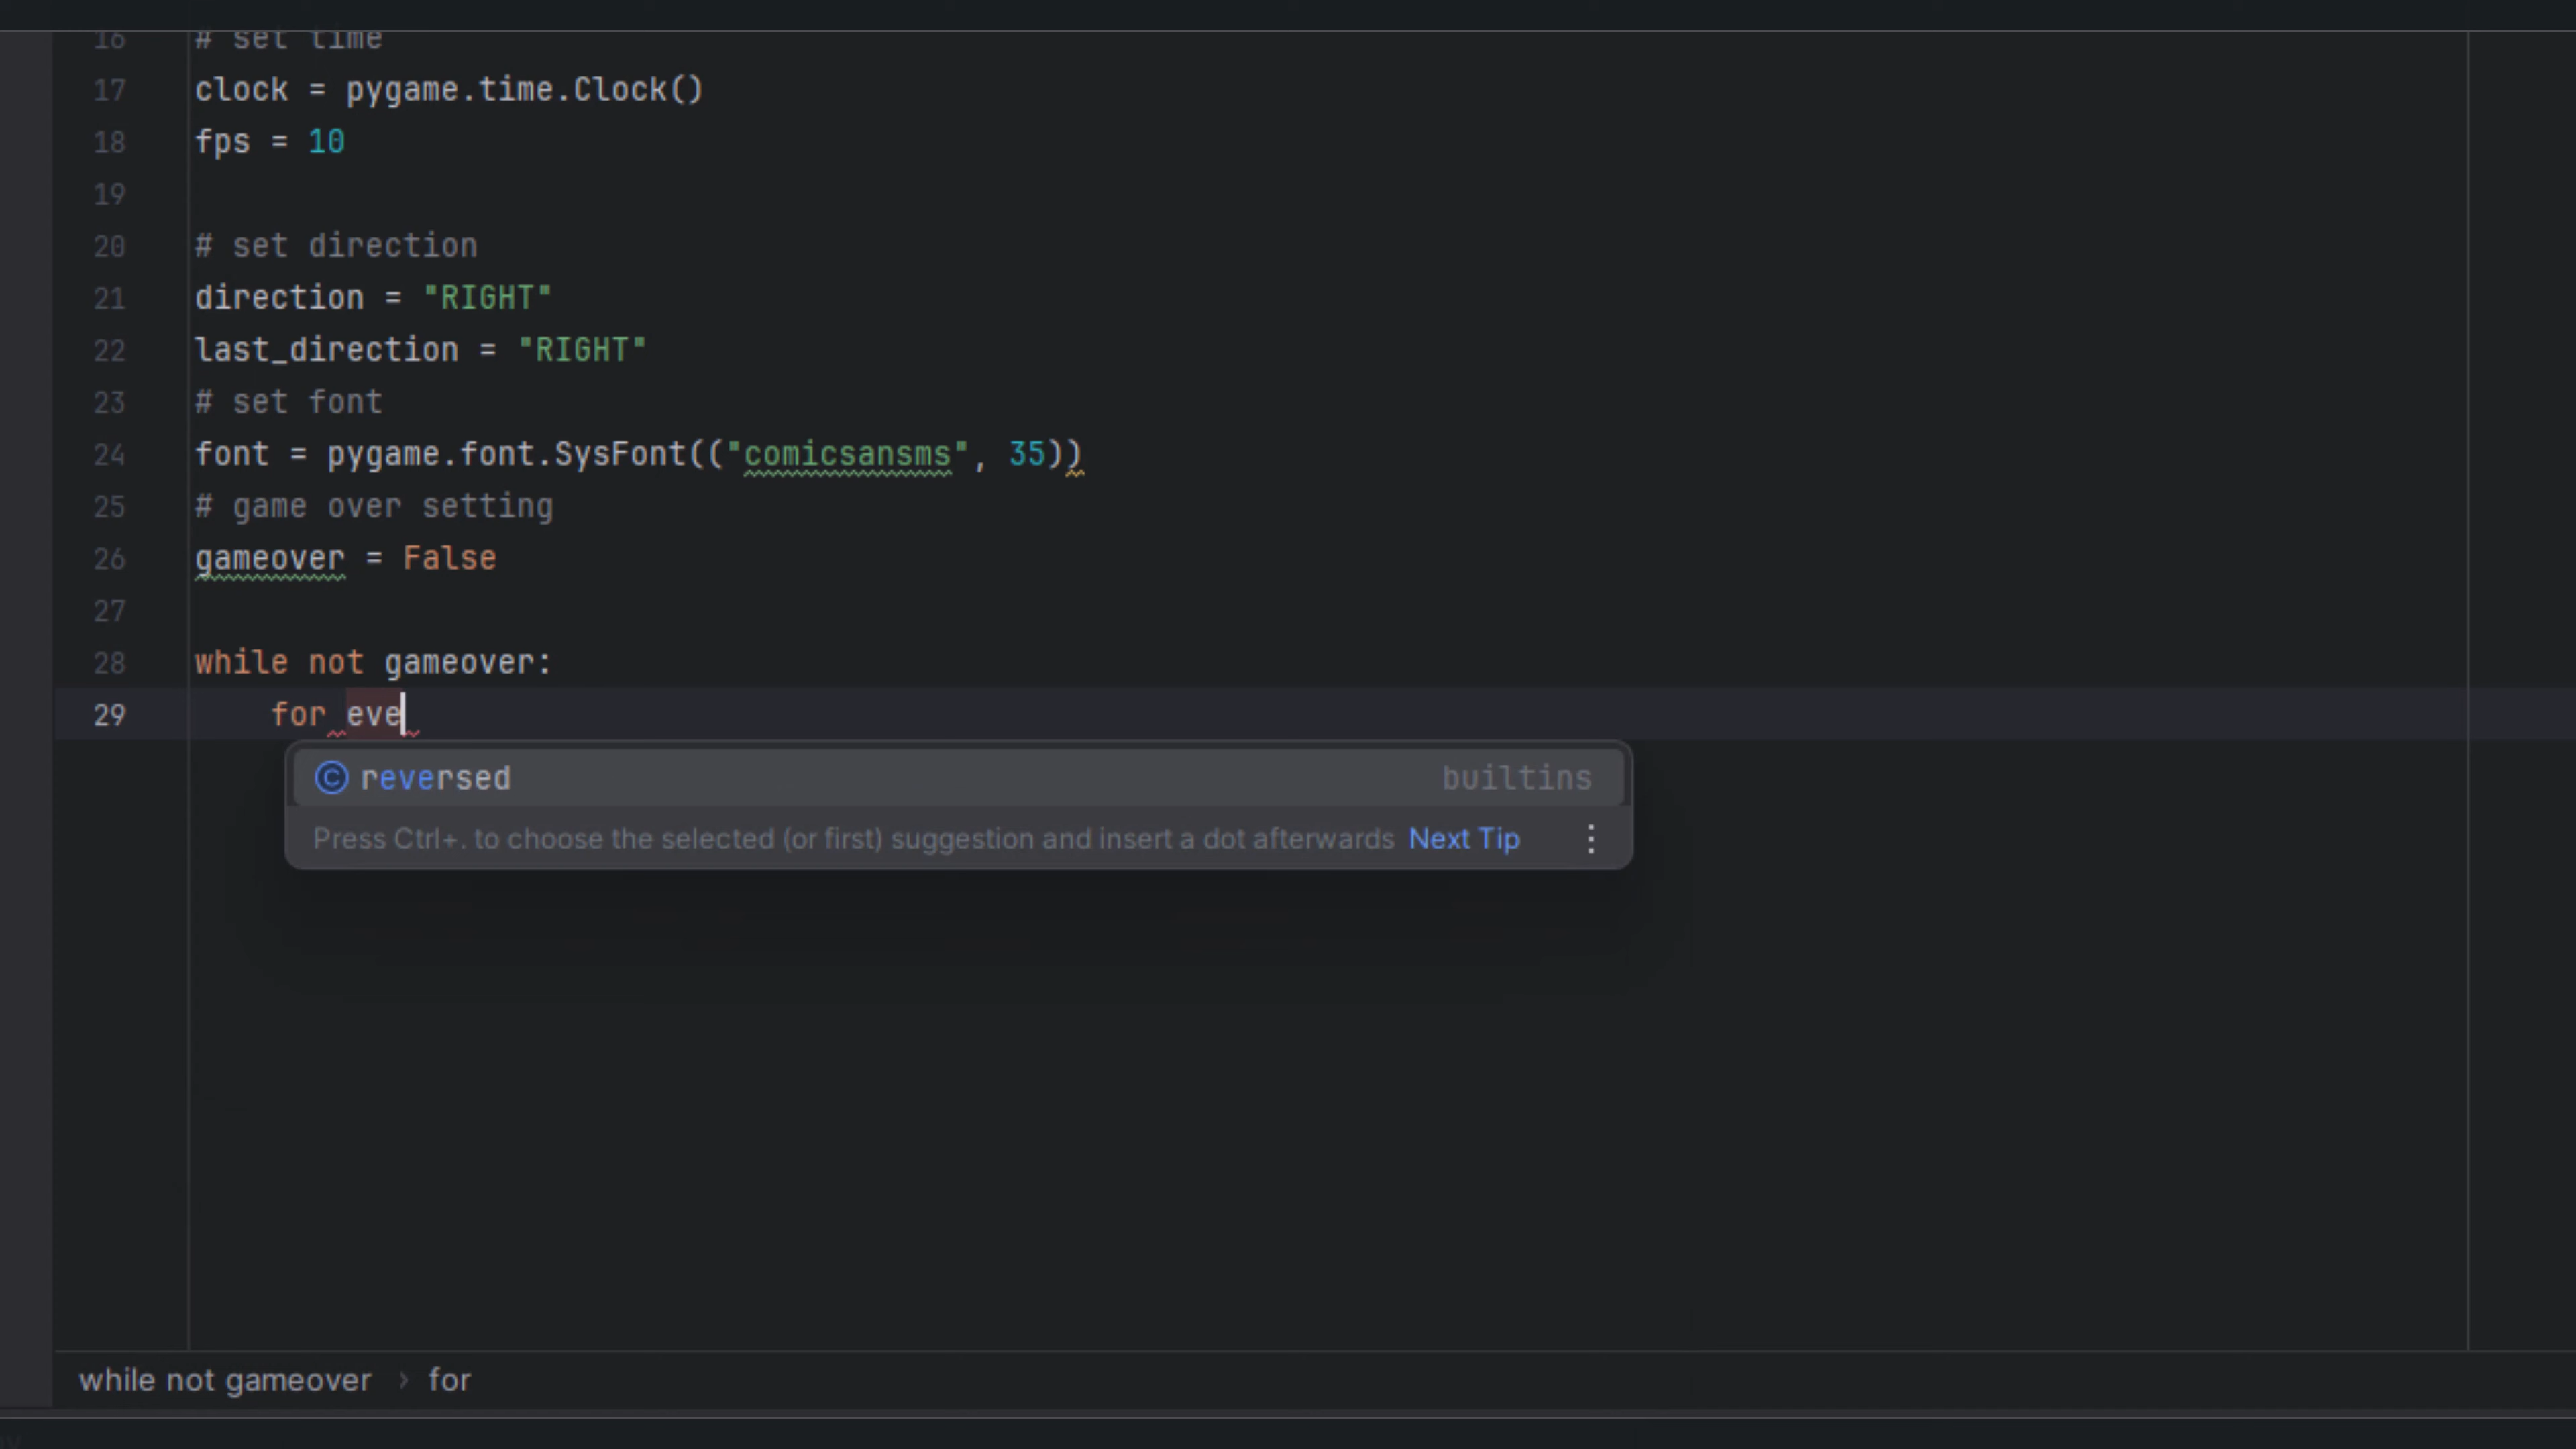 16 # set time
17 clock = pygame.time.Clock()
18 fps = 10
19
20 # set direction
21 direction = "RIGHT"
22 last_direction = "RIGHT"
23 # set font
24 font = pygame.font.SysFont(("comicsansms", 35))
25 # game over setting
26 gameover = False
27
28 while not gameover:
29 for eve
reversed builtins
Press Ctrl+. to choose the selected (or first) suggestion and insert a dot afterwards Next Tip
while not gameover › for